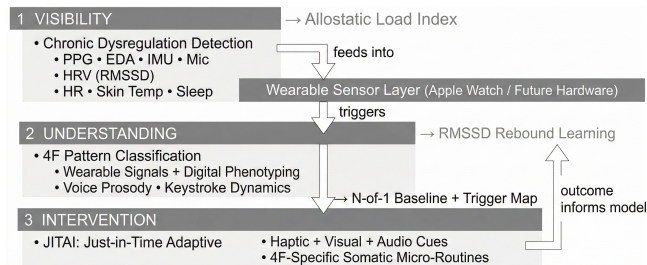 1 VISIBILITY
→ Allostatic Load Index
• Chronic Dysregulation Detection
• PPG • EDA • IMU • Mic
• HRV (RMSSD)
• HR • Skin Temp • Sleep
feeds into
Wearable Sensor Layer (Apple Watch / Future Hardware)
triggers
2 UNDERSTANDING
→ RMSSD Rebound Learning
• 4F Pattern Classification
• Wearable Signals + Digital Phenotyping
• Voice Prosody • Keystroke Dynamics
→ N-of-1 Baseline + Trigger Map
outcome
informs model
3 INTERVENTION
• JITAI: Just-in-Time Adaptive
• Haptic + Visual + Audio Cues
• 4F-Specific Somatic Micro-Routines